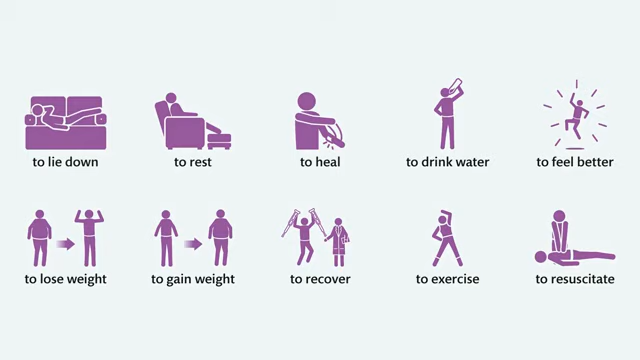 to lie down
to rest
to heal
to drink water
to feel better
to lose weight
to gain weight
to recover
to exercise
to resuscitate